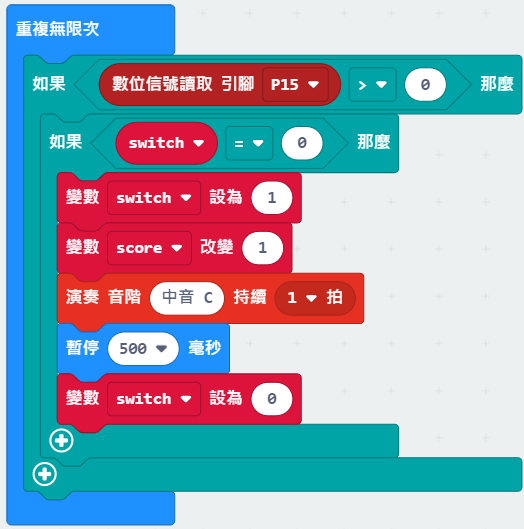 重複無限次
如果 數位信號讀取 引腳 P15 > 0 那麼
如果 switch = 0 那麼
變數 switch 設為 1
變數 score 改變 1
演奏 音階 中音 C 持續 1 拍
暫停 500 毫秒
變數 switch 設為 0